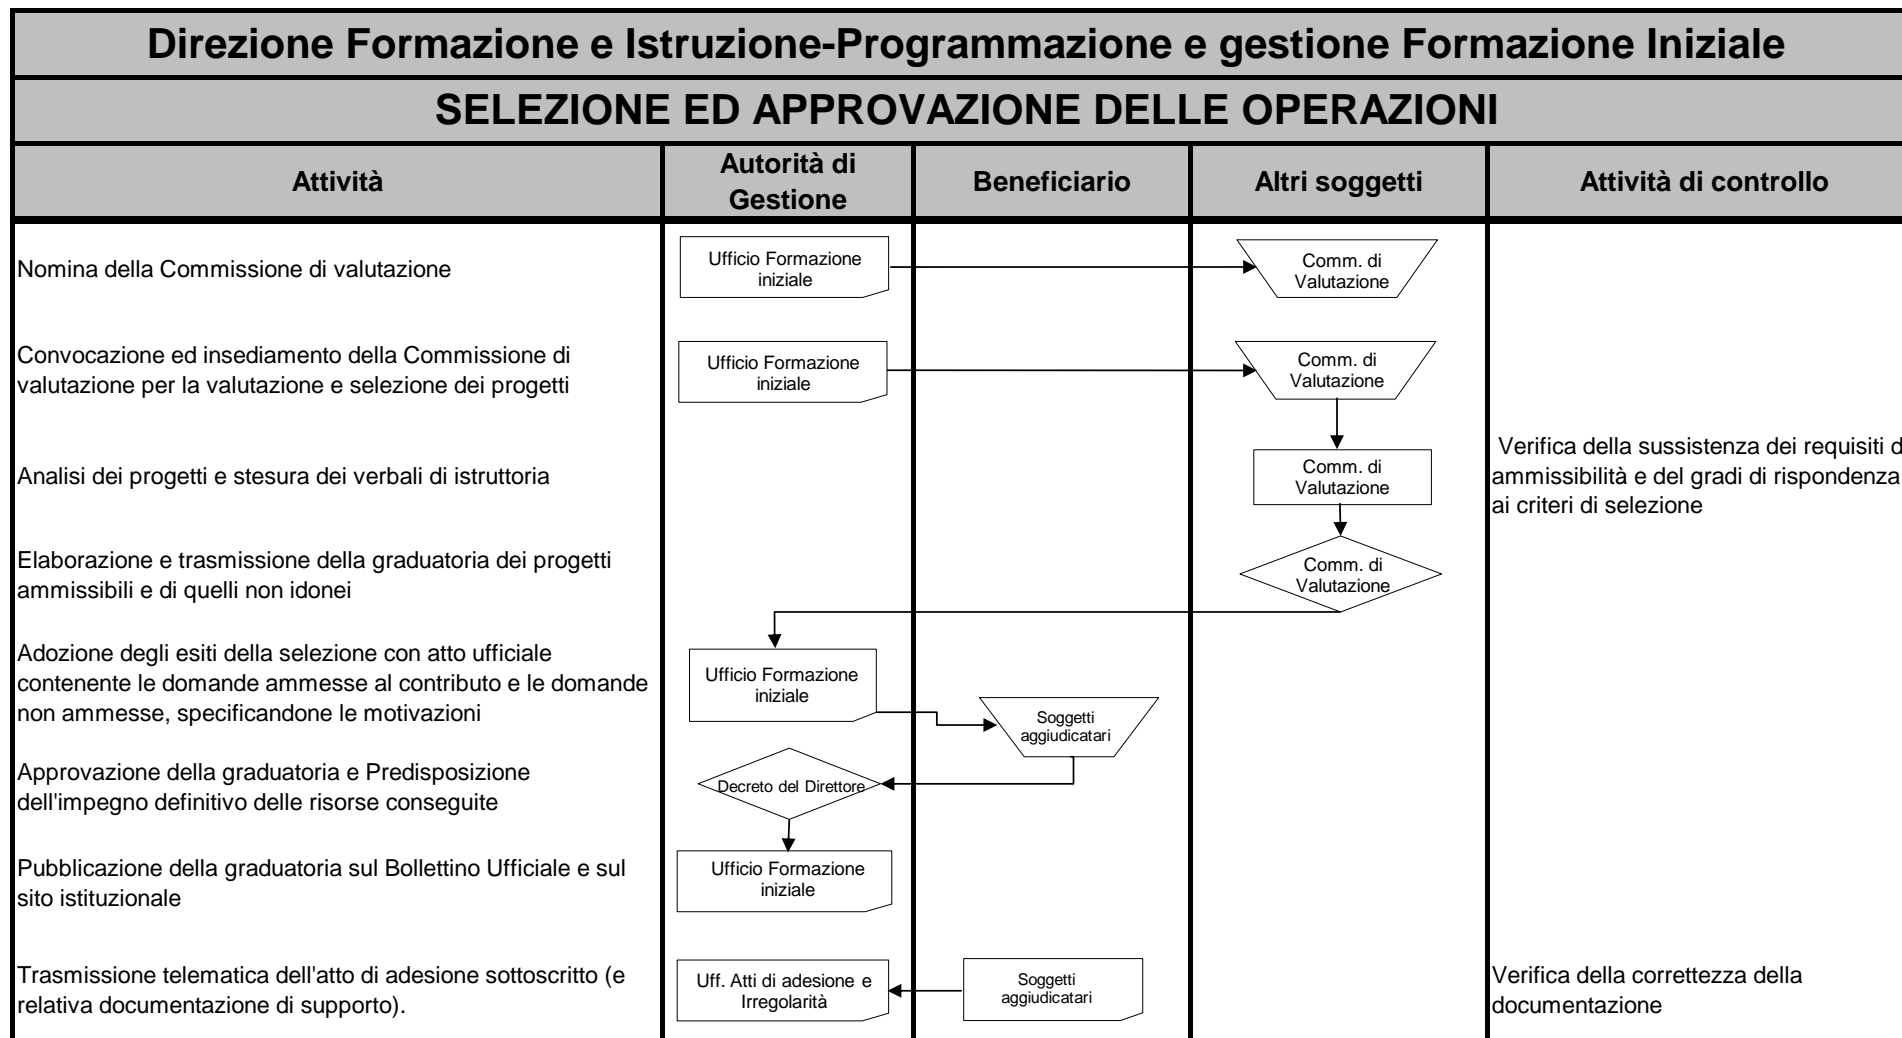 Direzione Formazione e Istruzione-Programmazione e gestione Formazione Iniziale
SELEZIONE ED APPROVAZIONE DELLE OPERAZIONI
Attività
Autorità di
Gestione
Beneficiario
Altri soggetti
Attività di controllo
Nomina della Commissione di valutazione
Ufficio Formazione
iniziale
Comm. di
Valutazione
Convocazione ed insediamento della Commissione di
valutazione per la valutazione e selezione dei progetti
Ufficio Formazione
iniziale
Comm. di
Valutazione
Analisi dei progetti e stesura dei verbali di istruttoria
Comm. di
Valutazione
Verifica della sussistenza dei requisiti d
ammissibilità e del gradi di rispondenza
ai criteri di selezione
Elaborazione e trasmissione della graduatoria dei progetti
ammissibili e di quelli non idonei
Comm. di
Valutazione
Adozione degli esiti della selezione con atto ufficiale
contenente le domande ammesse al contributo e le domande
non ammesse, specificandone le motivazioni
Ufficio Formazione
iniziale
Soggetti
aggiudicatari
Approvazione della graduatoria e Predisposizione
dell'impegno definitivo delle risorse conseguite
Decreto del Direttore
Pubblicazione della graduatoria sul Bollettino Ufficiale e sul
sito istituzionale
Ufficio Formazione
iniziale
Trasmissione telematica dell'atto di adesione sottoscritto (e
relativa documentazione di supporto).
Uff. Atti di adesione e
Irregolarità
Soggetti
aggiudicatari
Verifica della correttezza della
documentazione